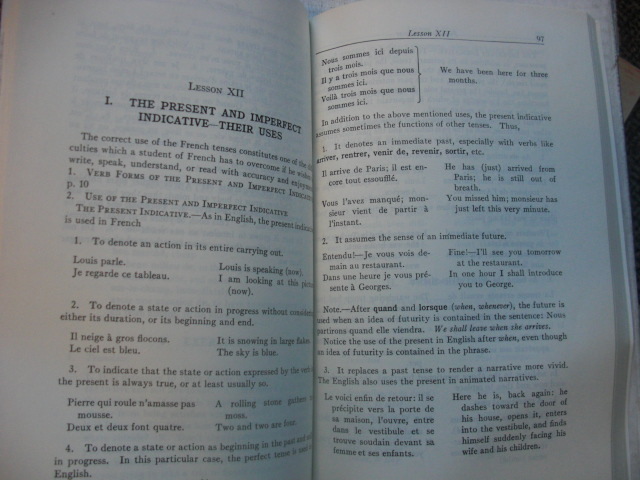 LESSON XII
I. THE PRESENT AND IMPERFECT
INDICATIVE—THEIR USES
The correct use of the French tenses constitutes one of the
culties which a student of French has to overcome if he wishes
write, speak, understand, or read with accuracy and enjoyment
1. VERB FORMS OF THE PRESENT AND IMPERFECT INDICATIVE
p. 10
2. USE OF THE PRESENT AND IMPERFECT INDICATIVE
THE PRESENT INDICATIVE.—As in English, the present indicative
is used in French
1. To denote an action in its entire carrying out.
Louis parle.
Louis is speaking (now).
Je regarde ce tableau.
I am looking at this picture
(now).
2. To denote a state or action in progress without considering
either its duration, or its beginning and end.
Il neige à gros flocons.
It is snowing in large flakes.
Le ciel est bleu.
The sky is blue.
3. To indicate that the state or action expressed by the verb
the present is always true, or at least usually so.
Pierre qui roule n'amasse pas
mousse.
A rolling stone gathers
moss.
Deux et deux font quatre.
Two and two are four.
4. To denote a state or action as beginning in the past and
in progress. In this particular case, the perfect tense is used in
English.
Lesson XII 97
Nous sommes ici depuis
trois mois.
Il y a trois mois que nous
sommes ici.
Voilà trois mois que nous
sommes ici.
We have been here for three
months.
In addition to the above mentioned uses, the present indicative
assumes sometimes the functions of other tenses. Thus,
1. It denotes an immediate past, especially with verbs like
arriver, rentrer, venir de, revenir, sortir, etc.
Il arrive de Paris; il est en-
core tout essoufflé.
He has (just) arrived from
Paris; he is still out of
breath.
Vous l'avez manqué; mon-
sieur vient de partir à
l'instant.
You missed him; monsieur has
just left this very minute.
2. It assumes the sense of an immediate future.
Entendu!—Je vous vois de-
main au restaurant.
Fine!—I'll see you tomorrow
at the restaurant.
Dans une heure je vous pré-
sente à Georges.
In one hour I shall introduce
you to George.
Note.—After quand and lorsque (when, whenever), the future is
used when an idea of futurity is contained in the sentence: Nous
partirons quand elle viendra. We shall leave when she arrives.
Notice the use of the present in English after when, even though
an idea of futurity is contained in the phrase.
3. It replaces a past tense to render a narrative more vivid.
The English also uses the present in animated narratives.
Le voici enfin de retour: il se
précipite vers la porte de
sa maison, l'ouvre, entre
dans le vestibule et se
trouve soudain devant sa
femme et ses enfants.
Here he is, back again: he
dashes toward the door of
his house, opens it, enters
into the vestibule, and finds
himself suddenly facing his
wife and his children.